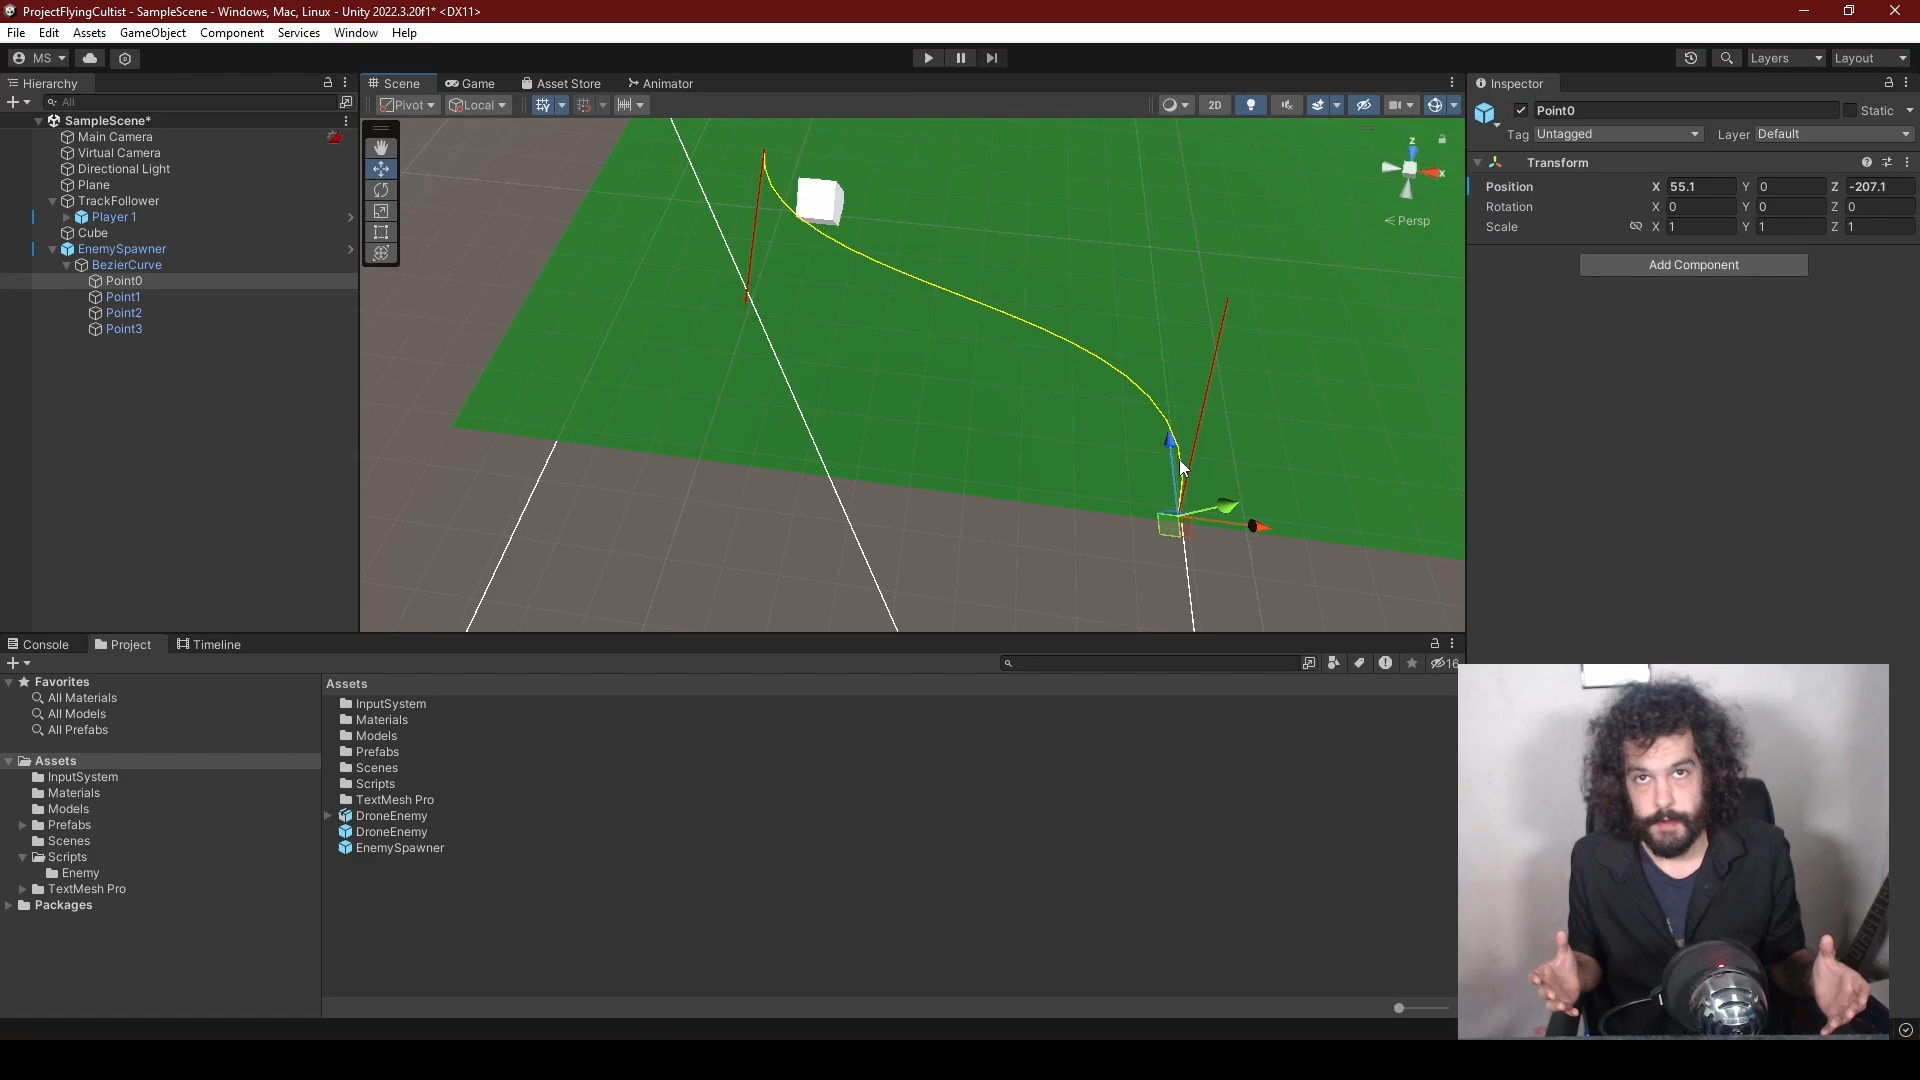 ProjectFlyingCultist - SampleScene - Windows, Mac, Linux - Unity 2022.3.20f1* <DX11>
File Edit Assets GameObject Component Services Window Help
MS Layers Layout
Hierarchy
All
SampleScene*
Main Camera
Virtual Camera
Directional Light
Plane
TrackFollower
Player 1
Cube
EnemySpawner
BezierCurve
Point0
Point1
Point2
Point3
Scene Game Asset Store Animator
Pivot Local 2D
z
x
Persp
Inspector
Point0 Static
Tag Untagged Layer Default
Transform
Position X 55.1 Y 0 Z -207.1
Rotation X 0 Y 0 Z 0
Scale X 1 Y 1 Z 1
Add Component
Console Project Timeline
16
Favorites
All Materials
All Models
All Prefabs
Assets
InputSystem
Materials
Models
Prefabs
Scenes
Scripts
Enemy
TextMesh Pro
Packages
Assets
InputSystem
Materials
Models
Prefabs
Scenes
Scripts
TextMesh Pro
DroneEnemy
DroneEnemy
EnemySpawner